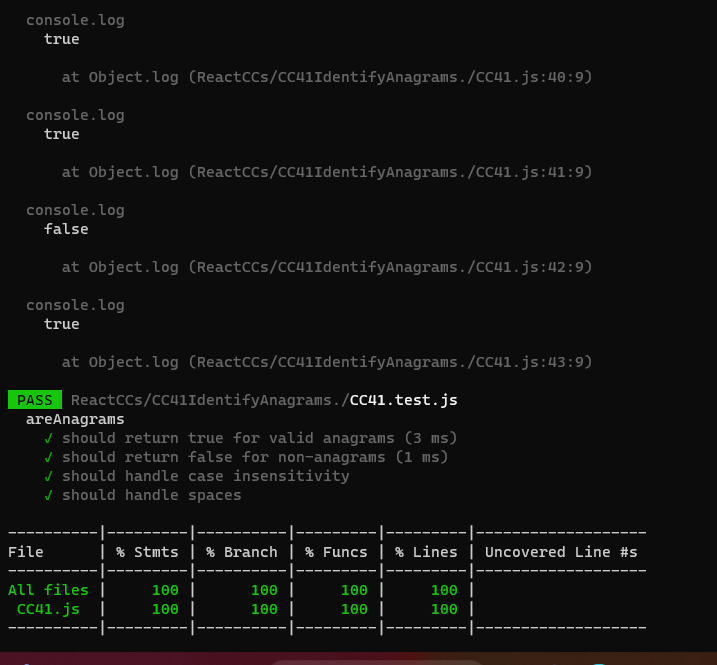 console.log
true
at Object.log (ReactCCs/CC41IdentifyAnagrams./CC41.js:40:9)
console.log
true
at Object.log (ReactCCs/CC41IdentifyAnagrams./CC41.js:41:9)
console.log
false
at Object.log (ReactCCs/CC41IdentifyAnagrams./CC41.js:42:9)
console.log
true
at Object.log (ReactCCs/CC41IdentifyAnagrams./CC41.js:43:9)
PASS ReactCCs/CC41IdentifyAnagrams./CC41.test.js
areAnagrams
√ should return true for valid anagrams (3 ms)
√ should return false for non-anagrams (1 ms)
√ should handle case insensitivity
√ should handle spaces
----------|---------|----------|---------|---------|-------------------
File      | % Stmts | % Branch | % Funcs | % Lines | Uncovered Line #s
----------|---------|----------|---------|---------|-------------------
All files |     100 |      100 |     100 |     100 |
 CC41.js  |     100 |      100 |     100 |     100 |
----------|---------|----------|---------|---------|-------------------